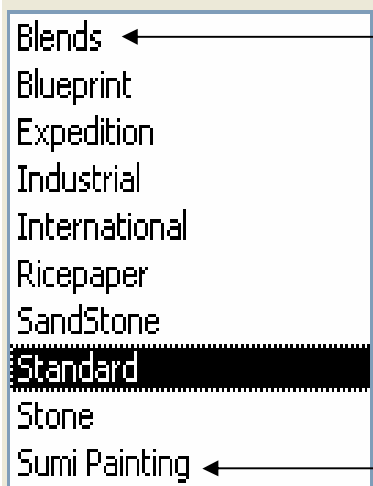 Blends
Blueprint
Expedition
Industrial
International
Ricepaper
SandStone
Standard
Stone
Sumi Painting